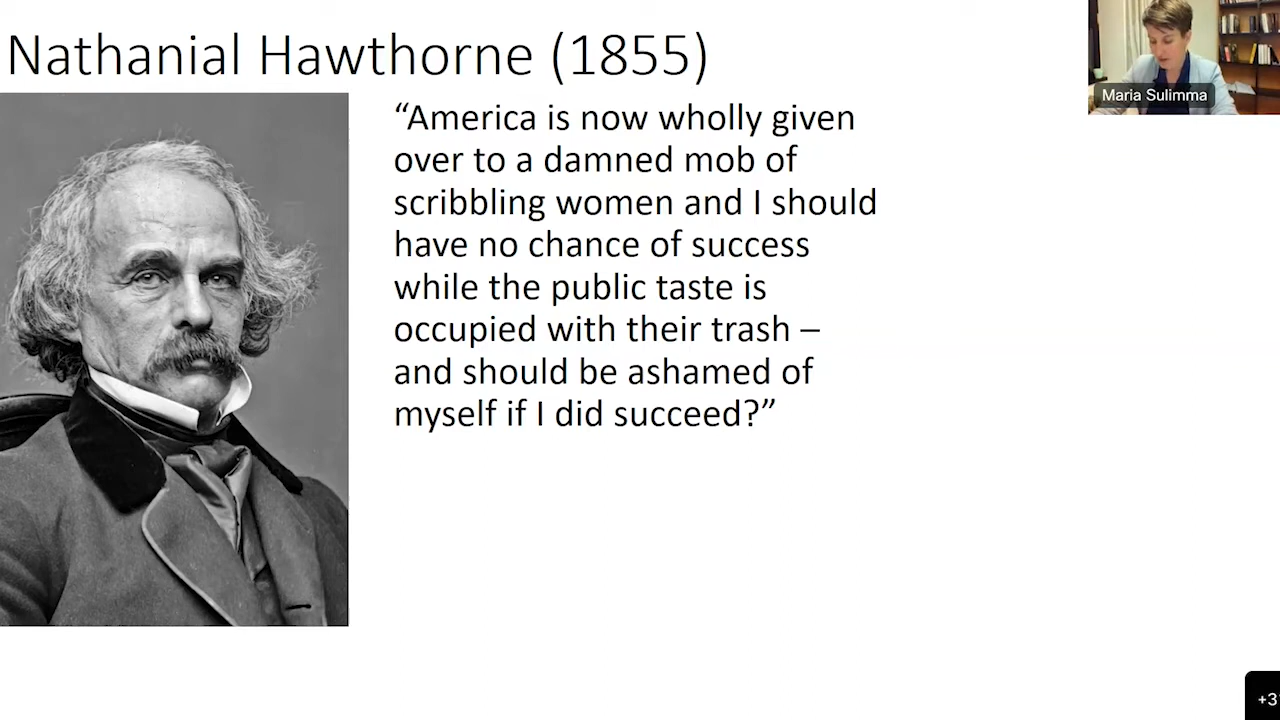 Nathanial Hawthorne (1855)
“America is now wholly given
over to a damned mob of
scribbling women and I should
have no chance of success
while the public taste is
occupied with their trash –
and should be ashamed of
myself if I did succeed?”
Maria Sulimma